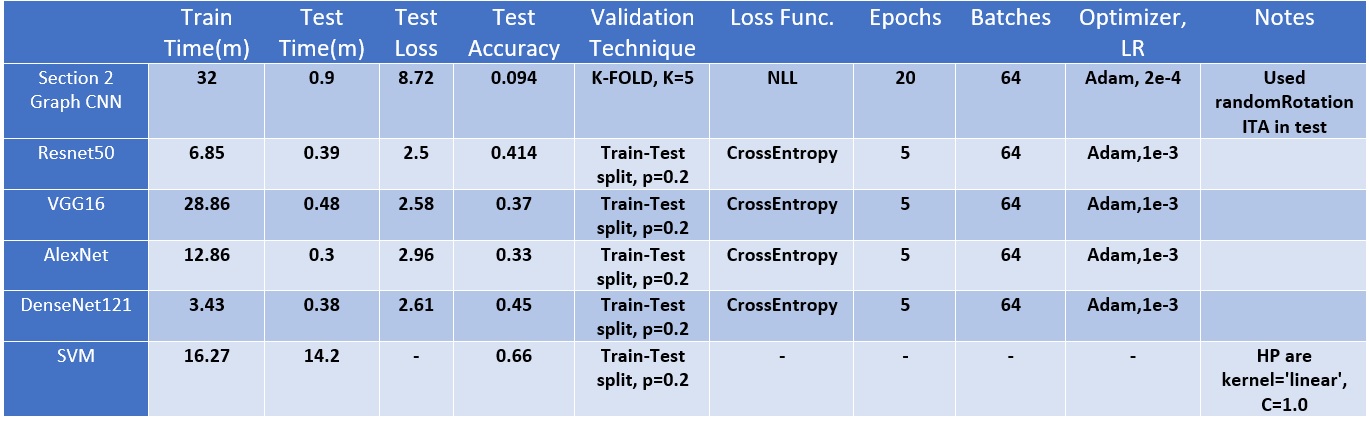 Train Time(m) Test Time(m) Test Loss Test Accuracy Validation Technique Loss Func. Epochs Batches Optimizer, LR Notes
Section 2 Graph CNN 32 0.9 8.72 0.094 K-FOLD, K=5 NLL 20 64 Adam, 2e-4 Used randomRotation ITA in test
Resnet50 6.85 0.39 2.5 0.414 Train-Test split, p=0.2 CrossEntropy 5 64 Adam,1e-3
VGG16 28.86 0.48 2.58 0.37 Train-Test split, p=0.2 CrossEntropy 5 64 Adam,1e-3
AlexNet 12.86 0.3 2.96 0.33 Train-Test split, p=0.2 CrossEntropy 5 64 Adam,1e-3
DenseNet121 3.43 0.38 2.61 0.45 Train-Test split, p=0.2 CrossEntropy 5 64 Adam,1e-3
SVM 16.27 14.2 - 0.66 Train-Test split, p=0.2 - - - - HP are kernel='linear', C=1.0